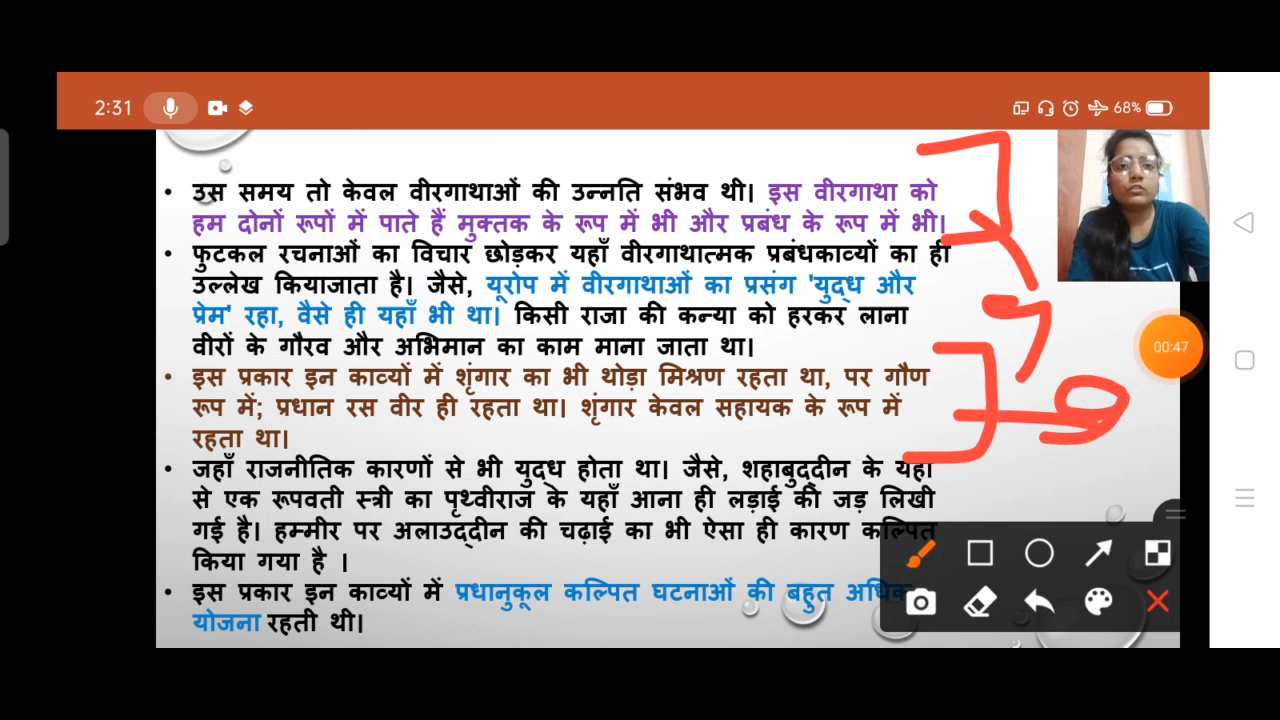 2:31
68%
• उस समय तो केवल वीरगाथाओं की उन्नति संभव थी। इस वीरगाथा को
हम दोनों रूपों में पाते हैं मुक्तक के रूप में भी और प्रबंध के रूप में भी।
• फुटकल रचनाओं का विचार छोड़कर यहाँ वीरगाथात्मक प्रबंधकाव्यों का ही
उल्लेख कियाजाता है। जैसे, यूरोप में वीरगाथाओं का प्रसंग 'युद्ध और
प्रेम' रहा, वैसे ही यहाँ भी था। किसी राजा की कन्या को हरकर लाना
वीरों के गौरव और अभिमान का काम माना जाता था।
• इस प्रकार इन काव्यों में शृंगार का भी थोड़ा मिश्रण रहता था, पर गौण
रूप में; प्रधान रस वीर ही रहता था। शृंगार केवल सहायक के रूप में
रहता था।
• जहाँ राजनीतिक कारणों से भी युद्ध होता था। जैसे, शहाबुद्दीन के यहाँ
से एक रूपवती स्त्री का पृथ्वीराज के यहाँ आना ही लड़ाई की जड़ लिखी
गई है। हम्मीर पर अलाउद्दीन की चढ़ाई का भी ऐसा ही कारण कल्पित
किया गया है ।
• इस प्रकार इन काव्यों में प्रधानुकूल कल्पित घटनाओं की बहुत अधिक
योजना रहती थी।
00:47